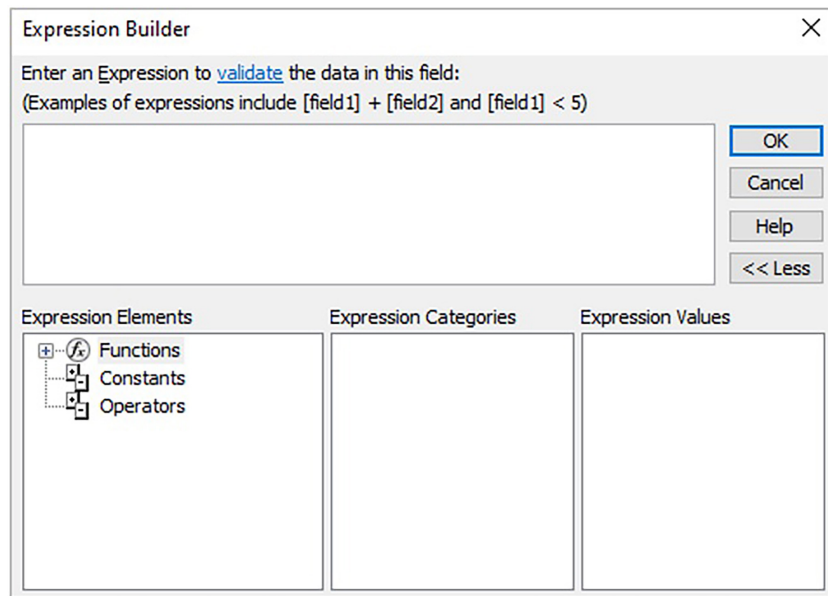 Expression Builder
Enter an Expression to validate the data in this field:
(Examples of expressions include [field1] + [field2] and [field1] < 5)
OK
Cancel
Help
<< Less
Expression Elements
Expression Categories
Expression Values
Functions
Constants
Operators